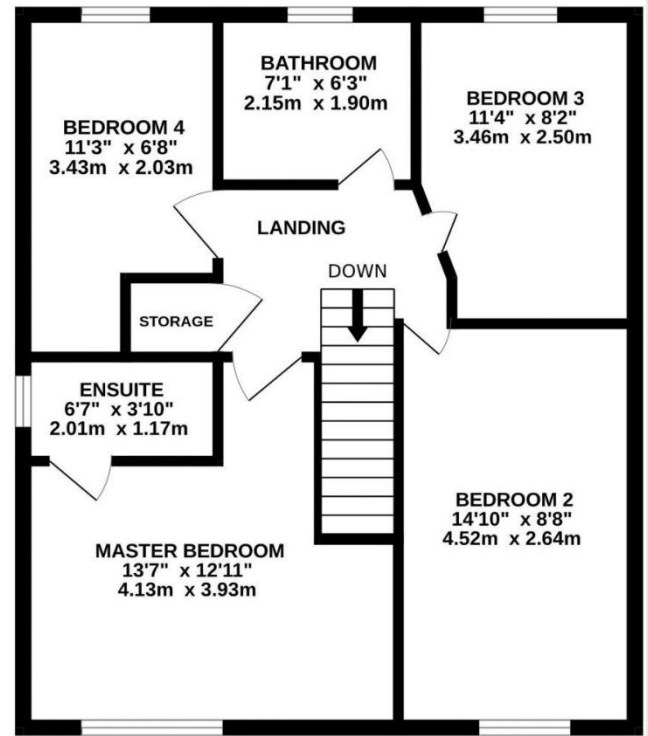 BATHROOM
7'1" x 6'3"
2.15m x 1.90m
BEDROOM 3
11'4" x 8'2"
3.46m x 2.50m
BEDROOM 4
11'3" x 6'8"
3.43m x 2.03m
LANDING
DOWN
STORAGE
ENSUITE
6'7" x 3'10"
2.01m x 1.17m
BEDROOM 2
14'10" x 8'8"
4.52m x 2.64m
MASTER BEDROOM
13'7" x 12'11"
4.13m x 3.93m